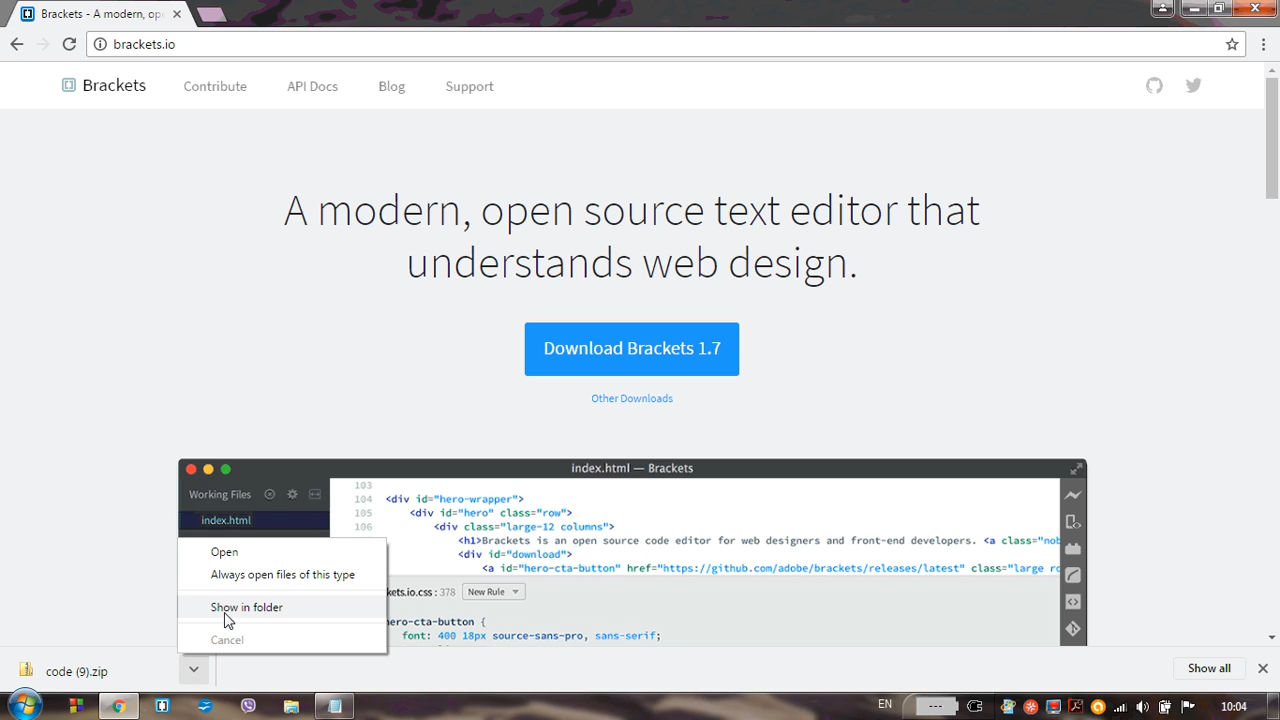 Brackets - A modern, op
brackets.io
Brackets
Contribute
API Docs
Blog
Support
A modern, open source text editor that
understands web design.
Download Brackets 1.7
Other Downloads
index.html — Brackets
Working Files
index.html
103
104 <div id="hero-wrapper">
105 <div id="hero" class="row">
106 <div class="large-12 columns">
<h1>Brackets is an open source code editor for web designers and front-end developers. <a class="nob
<div id="download">
<a id="hero-cta-button" href="https://github.com/adobe/brackets/releases/latest" class="large ro
kets.io.css : 378 New Rule
ero-cta-button {
font: 400 18px source-sans-pro, sans-serif;
Open
Always open files of this type
Show in folder
Cancel
code (9).zip
Show all
EN
10:04